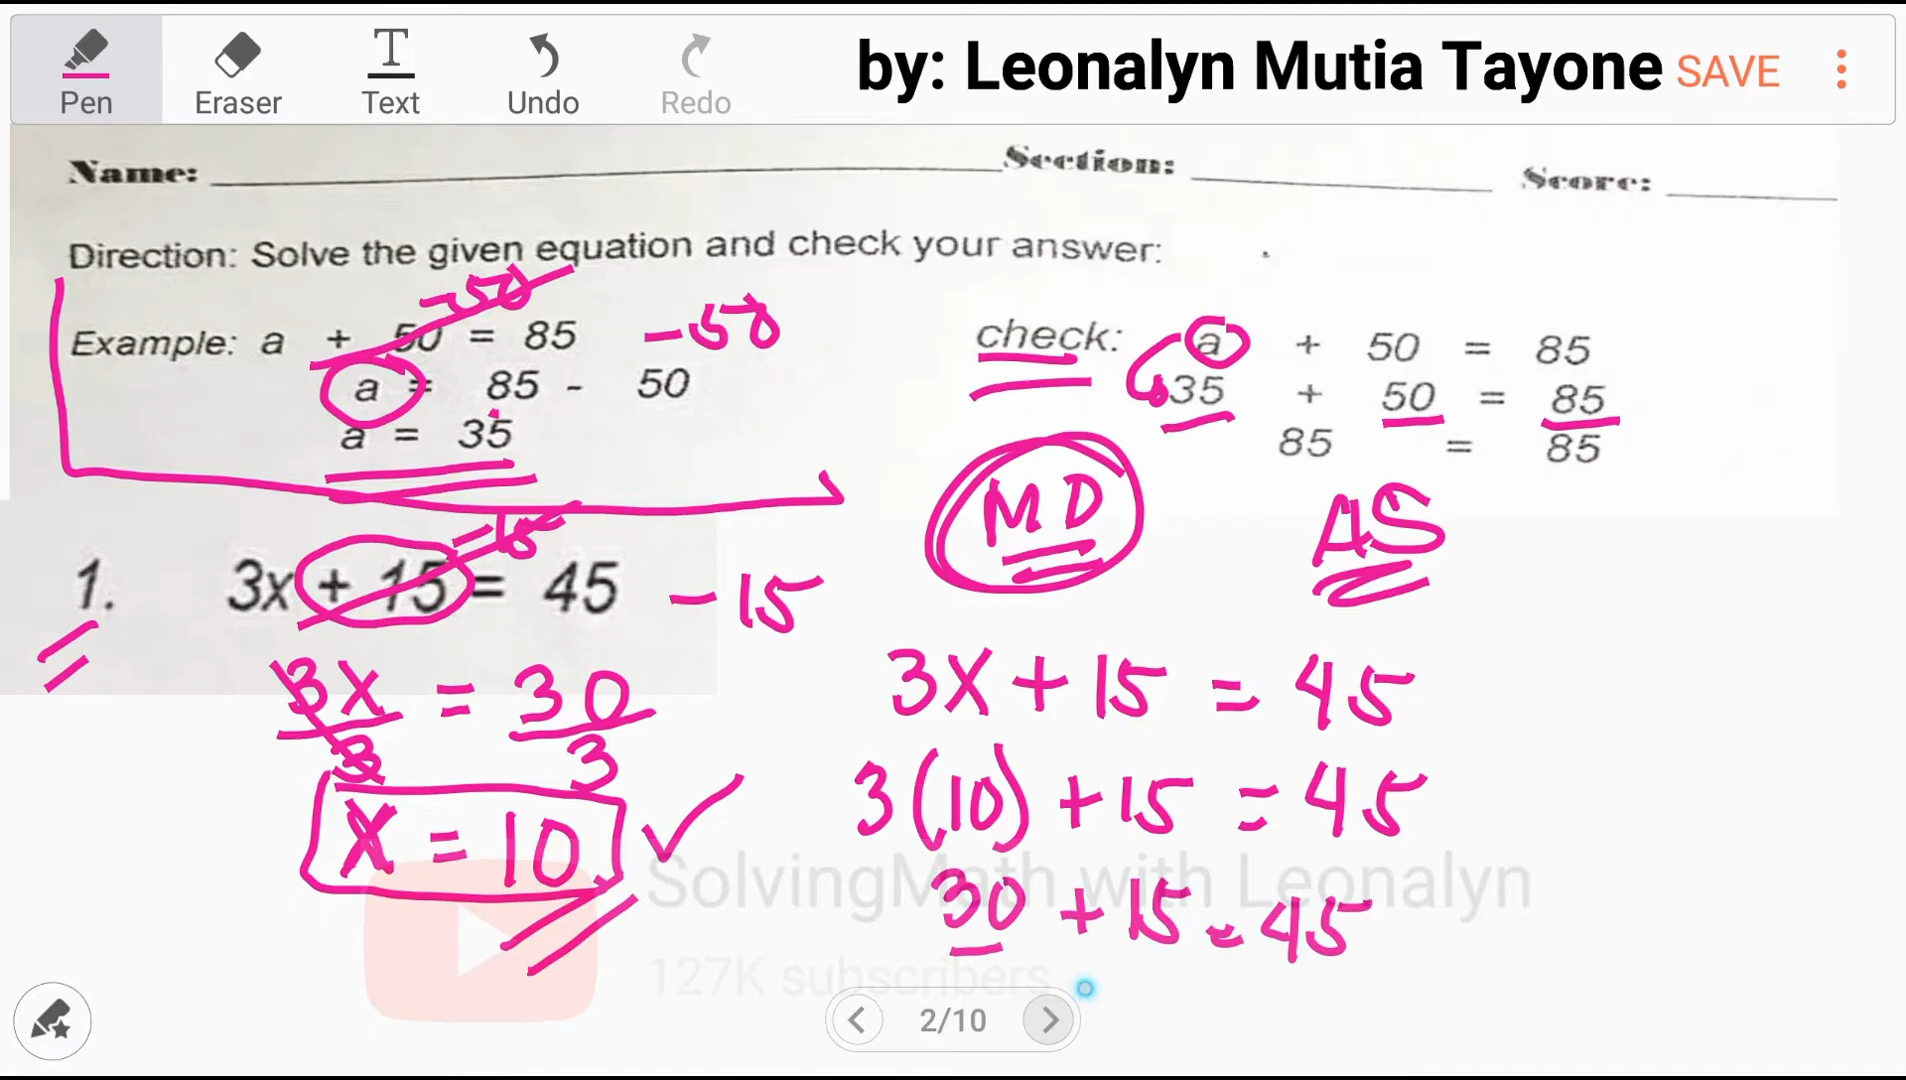 Pen Eraser Text Undo Redo by: Leonalyn Mutia Tayone SAVE
Name: Section: Score:
Direction: Solve the given equation and check your answer:
-50
Example: a + 50 = 85 -50
a = 85 - 50
a = 35
check: a + 50 = 85
35 + 50 = 85
85 = 85
MD AS
-15
1. 3x + 15 = 45 -15
3x = 30
3 3
x = 10
3x + 15 = 45
3(10) + 15 = 45
30 + 15 = 45
SolvingMath with Leonalyn
127K subscribers
2/10